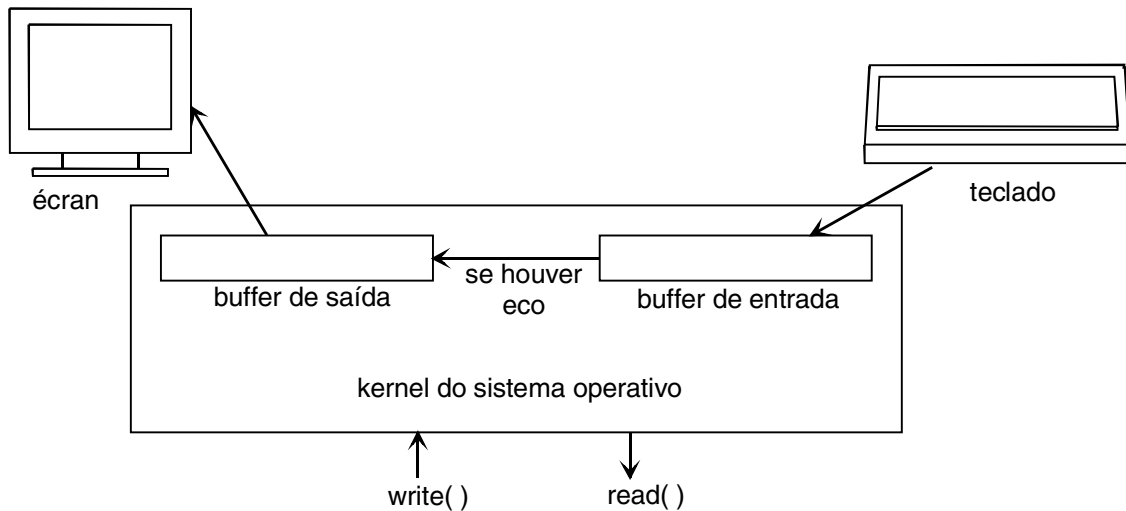 écran
teclado
buffer de saída
se houver
eco
buffer de entrada
kernel do sistema operativo
write( )
read( )